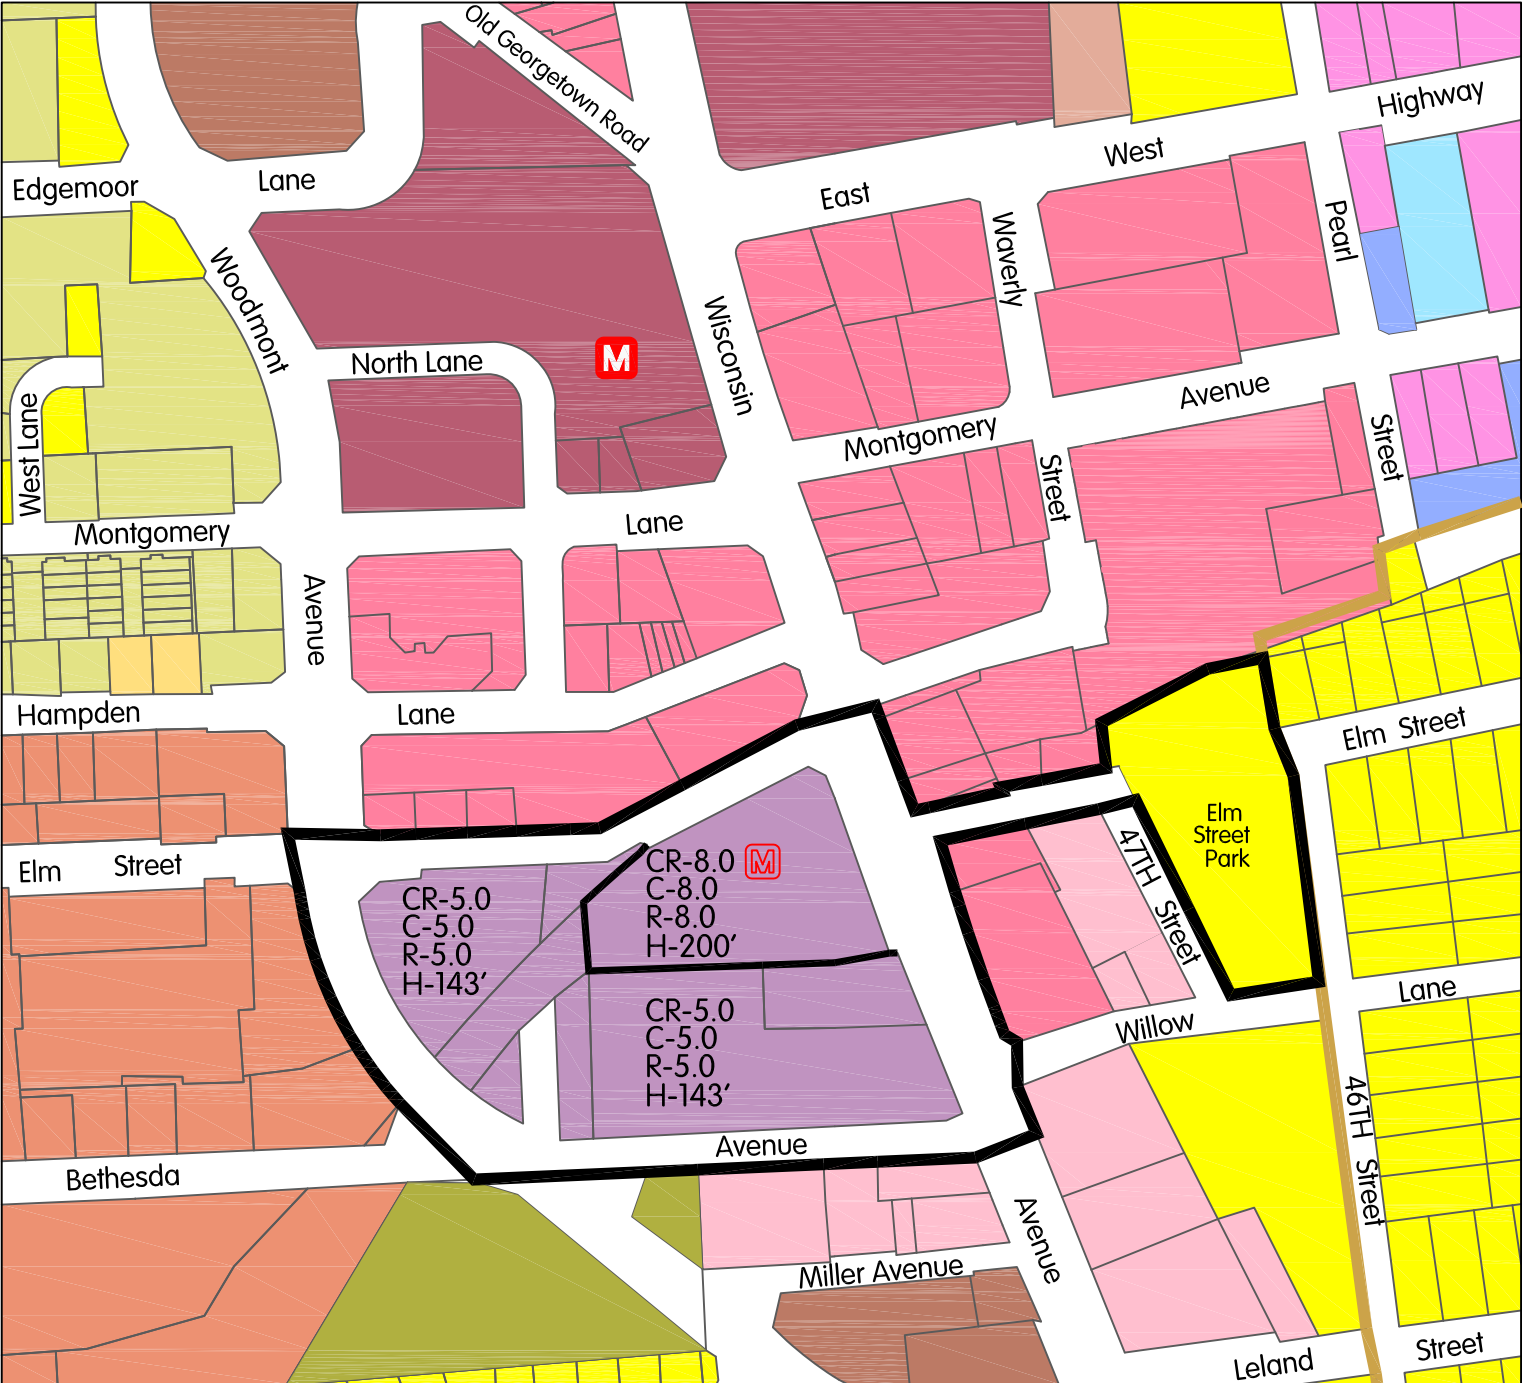 Old Georgetown Road
Highway
West
East
Edgemoor
Lane
Pearl
Waverly
Woodmont
Wisconsin
M
North Lane
Avenue
West Lane
Montgomery
Street
Street
Montgomery
Lane
Avenue
Hampden
Lane
Elm Street
Elm
Street
Park
Elm
Street
CR-8.0 M
C-8.0
R-8.0
H-200′
CR-5.0
C-5.0
R-5.0
H-143′
47TH Street
Lane
CR-5.0
C-5.0
R-5.0
H-143′
Willow
46TH Street
Avenue
Bethesda
Avenue
Miller Avenue
Leland
Street